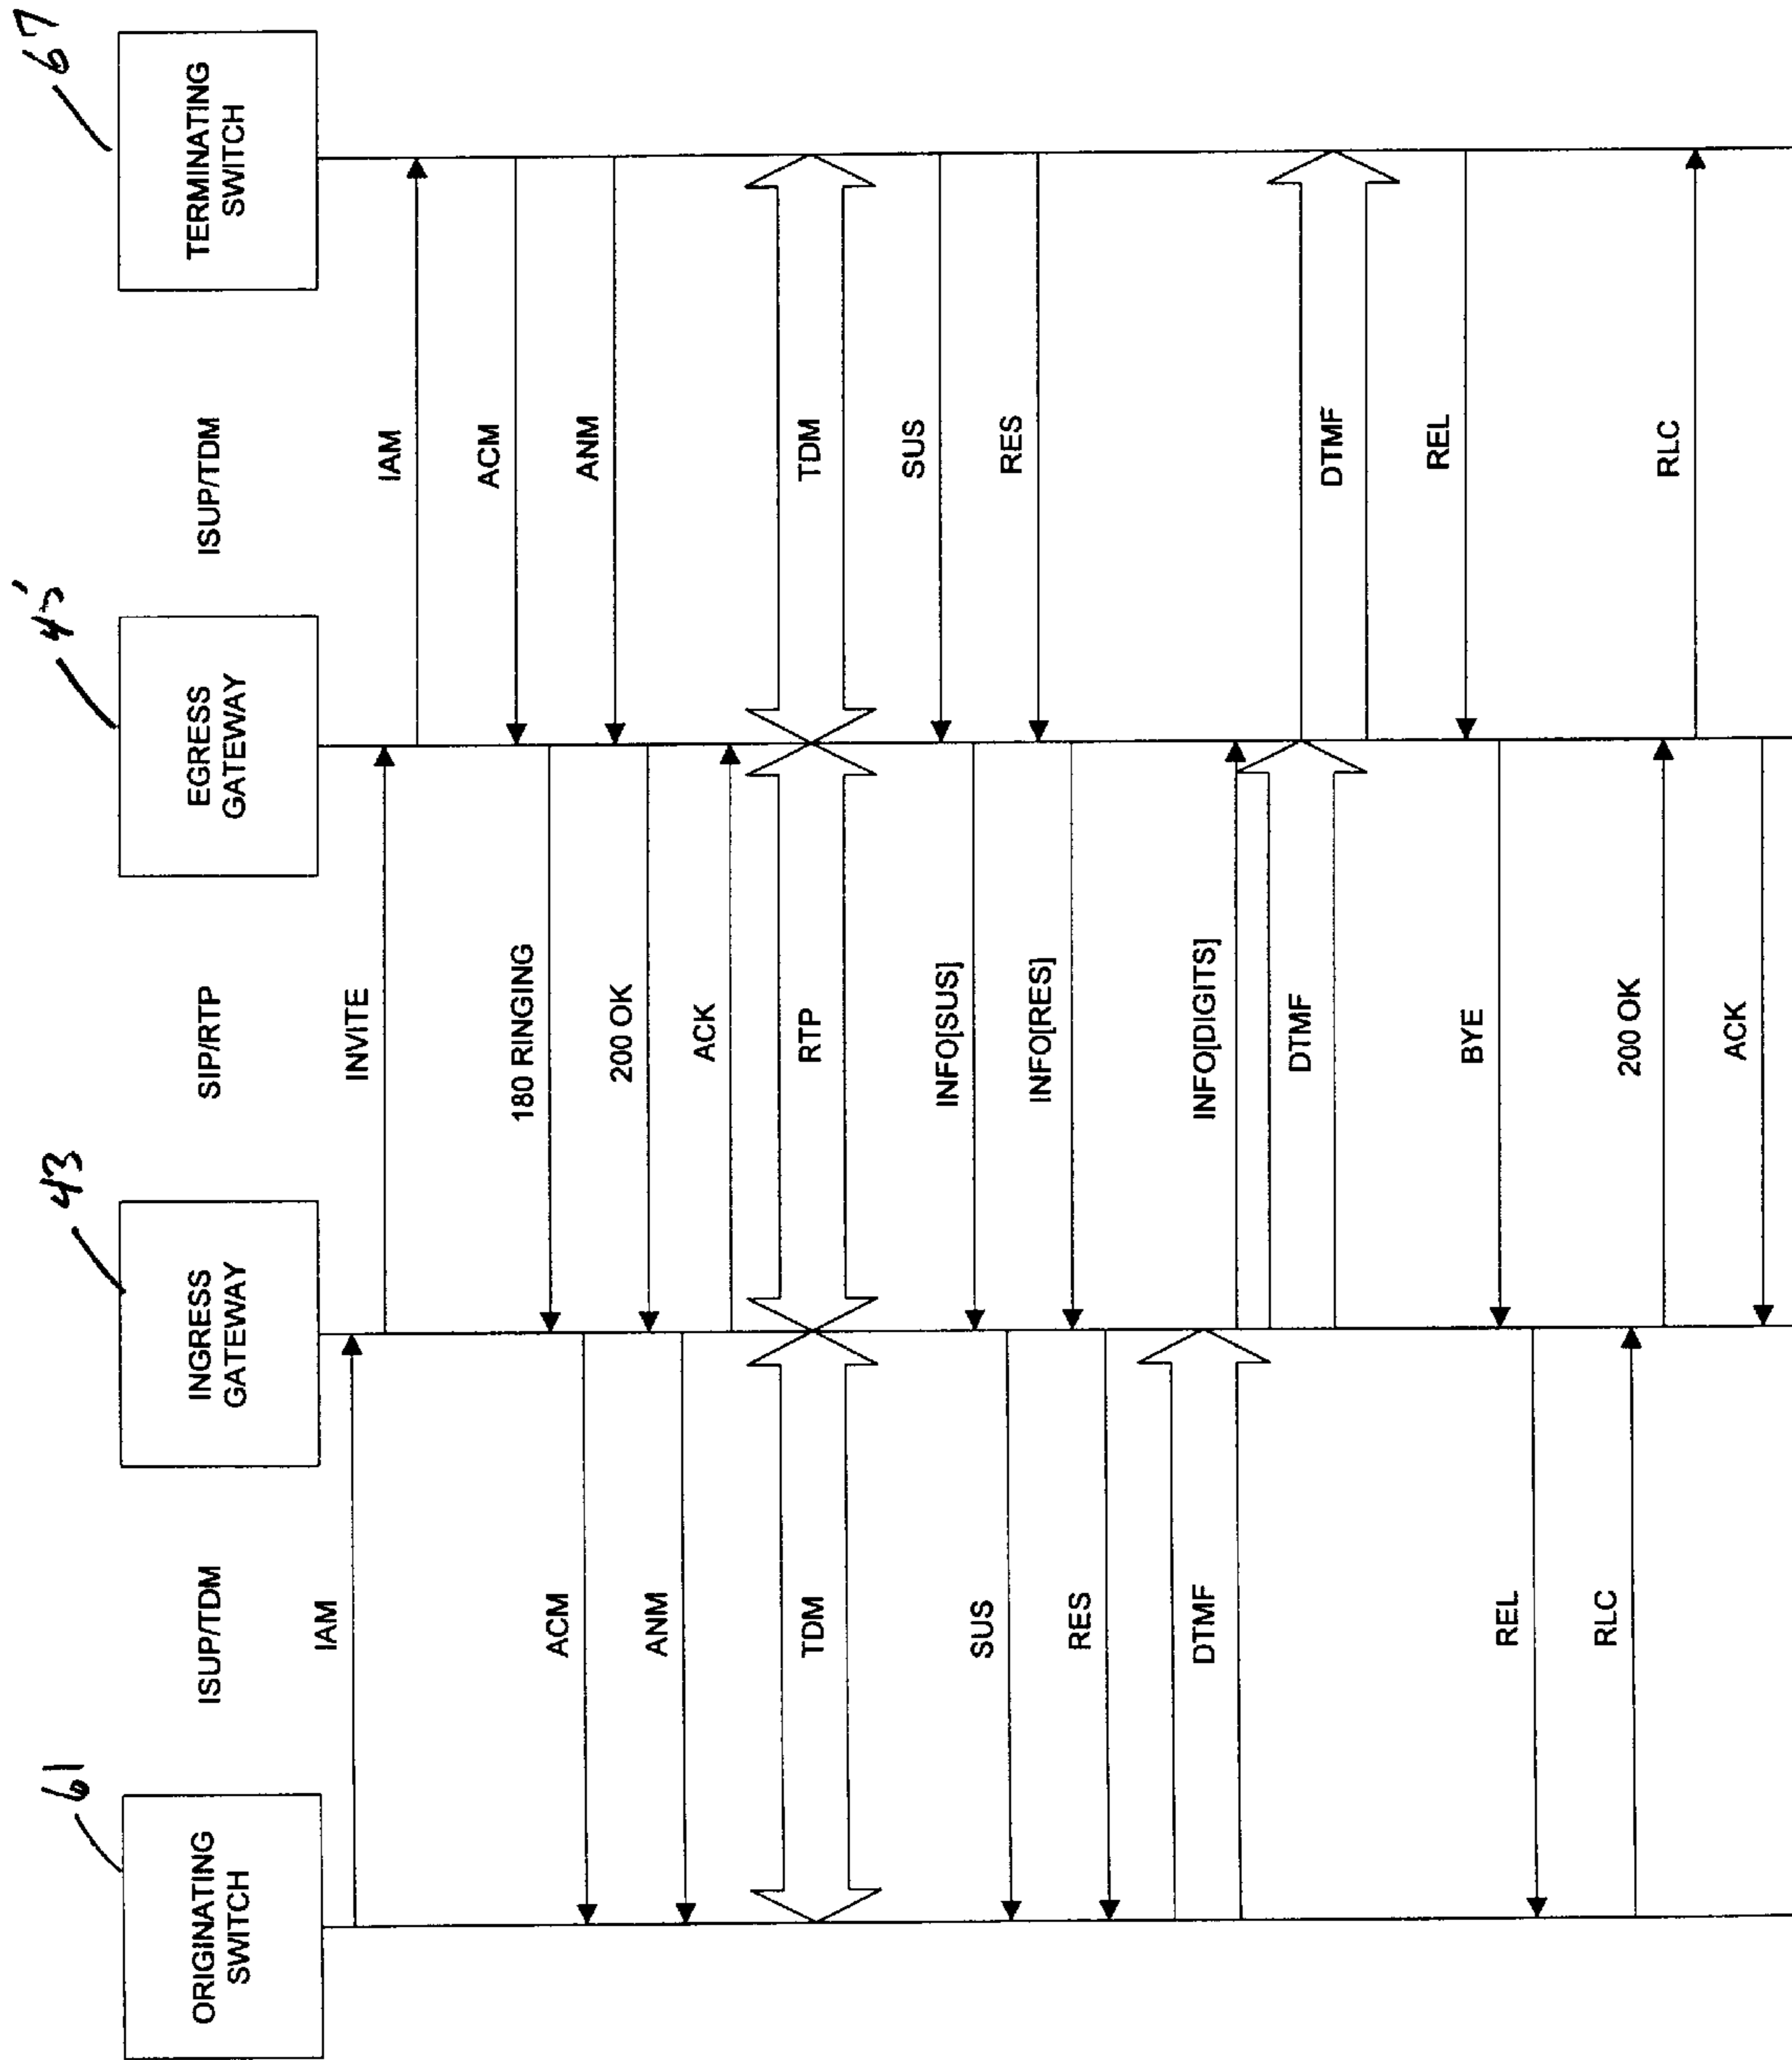 61
43
45
67
ORIGINATING
SWITCH
INGRESS
GATEWAY
EGRESS
GATEWAY
TERMINATING
SWITCH
ISUP/TDM
SIP/RTP
ISUP/TDM
IAM
INVITE
IAM
ACM
180 RINGING
ACM
ANM
200 OK
ANM
ACK
TDM
RTP
TDM
SUS
INFO[SUS]
SUS
RES
INFO[RES]
RES
DTMF
INFO[DIGITS]
DTMF
DTMF
REL
BYE
REL
RLC
200 OK
RLC
ACK